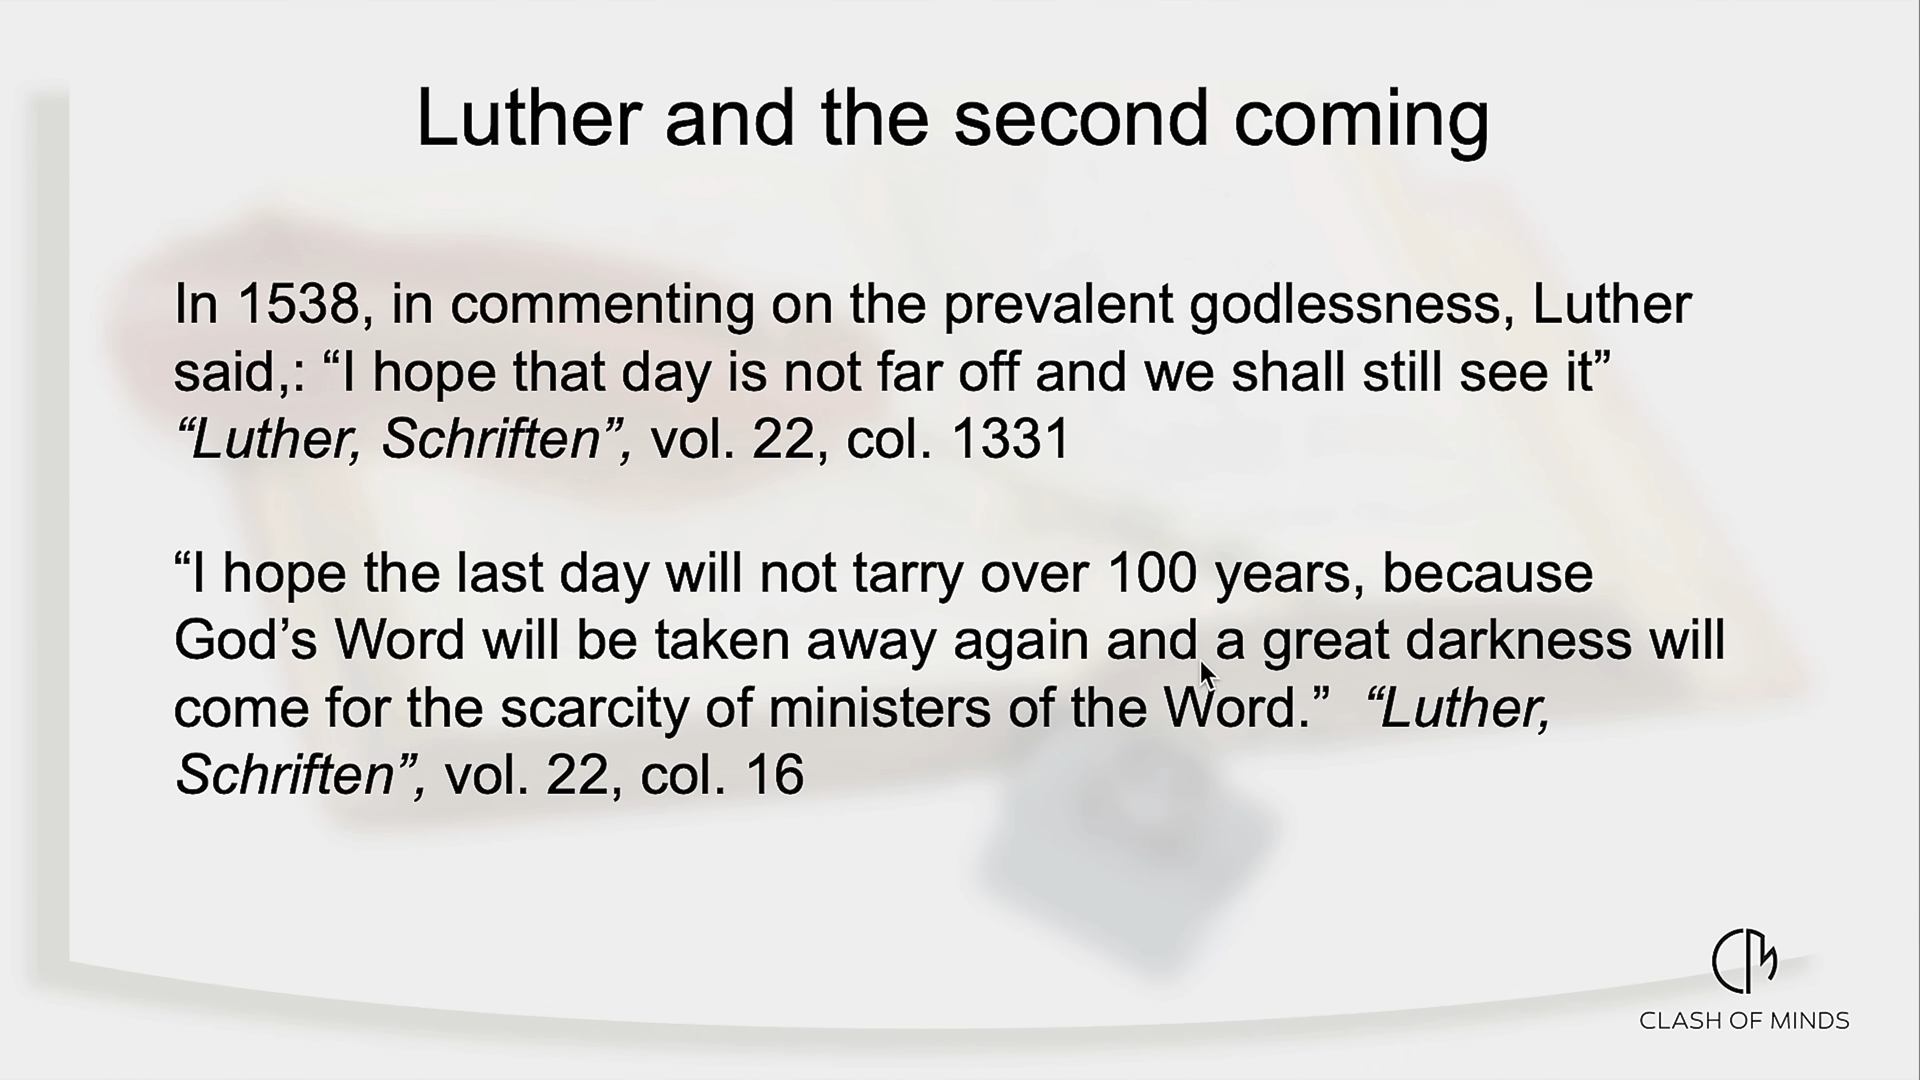 Luther and the second coming
In 1538, in commenting on the prevalent godlessness, Luther
said,: “I hope that day is not far off and we shall still see it”
“Luther, Schriften”, vol. 22, col. 1331
“I hope the last day will not tarry over 100 years, because
God’s Word will be taken away again and a great darkness will
come for the scarcity of ministers of the Word.” “Luther,
Schriften”, vol. 22, col. 16
CLASH OF MINDS